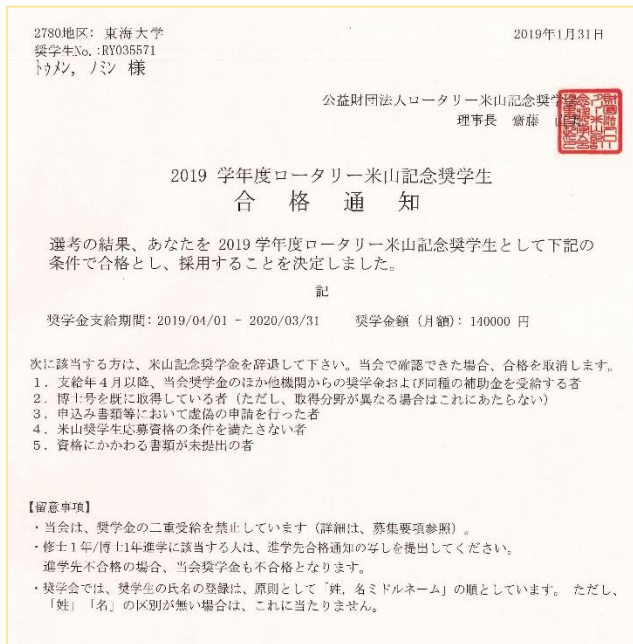 2780地区: 東海大学
2019年1月31日
奨学生No. :RY035571
トゥメン, ノミン 様
公益財団法人ロータリー米山記念奨学会
理事長 齋藤 直美
2019 学年度ロータリー米山記念奨学生
合 格 通 知
選考の結果、あなたを 2019 学年度ロータリー米山記念奨学生として下記の
条件で合格とし、採用することを決定しました。
記
奨学金支給期間: 2019/04/01 - 2020/03/31 奨学金額 (月額): 140000 円
次に該当する方は、米山記念奨学金を辞退して下さい。当会で確認できた場合、合格を取消します。
1. 支給年4月以降、当会奨学金のほか他機関からの奨学金および同種の補助金を受給する者
2. 博士号を既に取得している者 (ただし、取得分野が異なる場合はこれにあたらない)
3. 申込み書類等において虚偽の申請を行った者
4. 米山奨学生応募資格の条件を満たさない者
5. 資格にかかわる書類が未提出の者
【留意事項】
・当会は、奨学金の二重受給を禁止しています (詳細は、募集要項参照) 。
・修士1年/博士1年進学に該当する人は、進学先合格通知の写しを提出してください。
進学先不合格の場合、当会奨学金も不合格となります。
・奨学会では、奨学生の氏名の登録は、原則として「姓, 名ミドルネーム」の順としています。 ただし、
「姓」「名」の区別が無い場合は、これに当たりません。